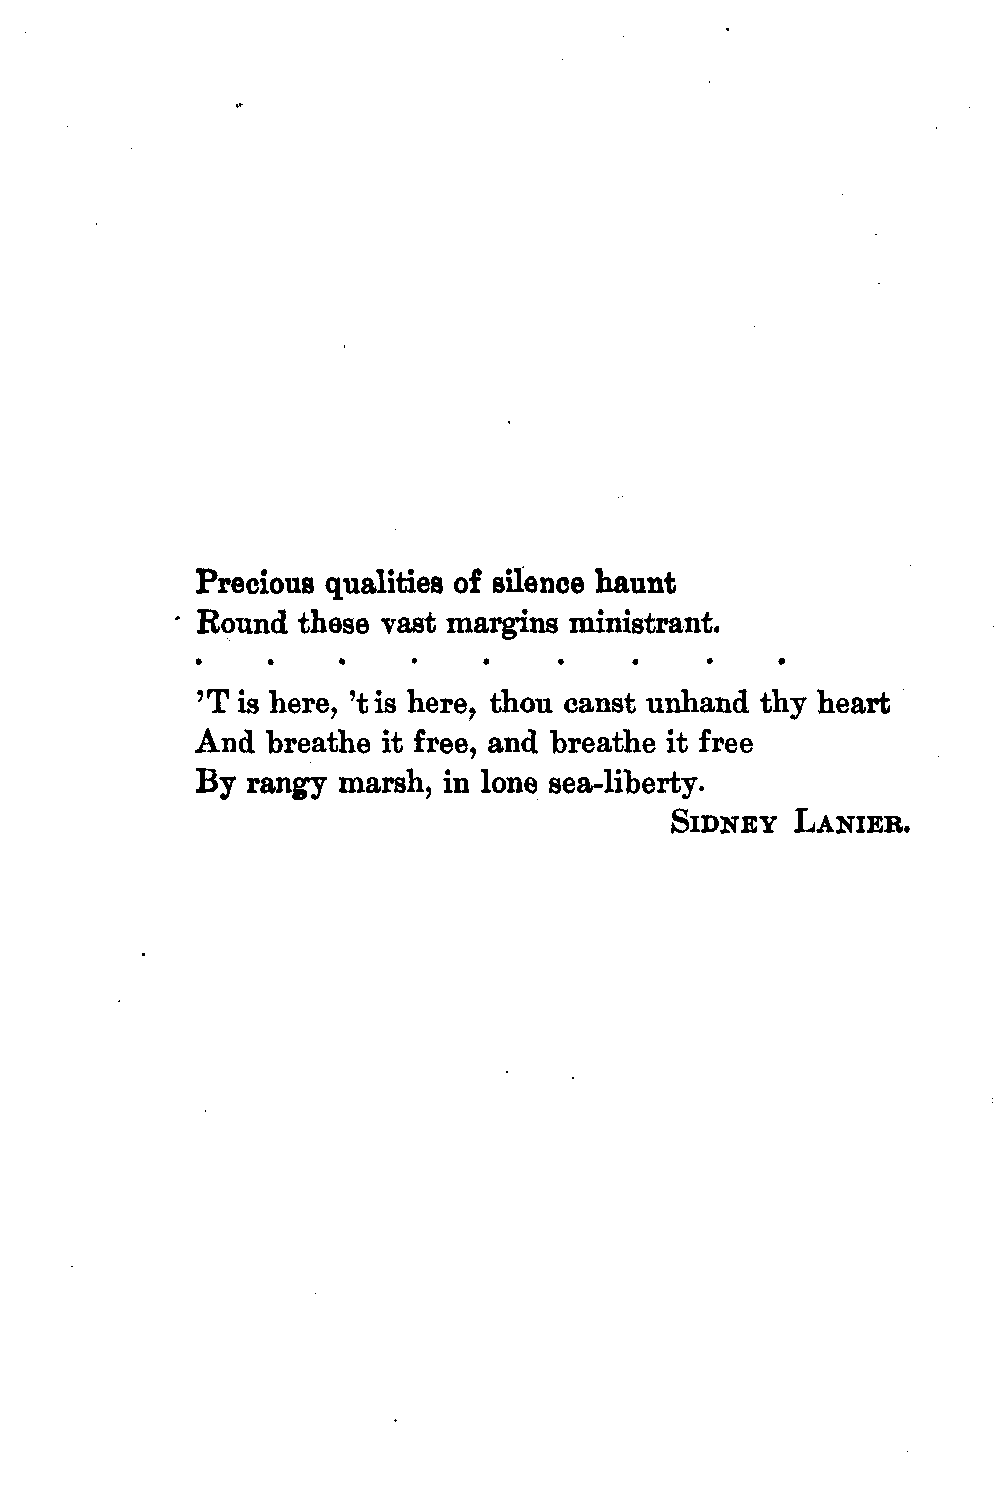 Precious qualities of silence haunt
Round these vast margins ministrant.
. . . . . . . . .
'T is here, 't is here, thou canst unhand thy heart
And breathe it free, and breathe it free
By rangy marsh, in lone sea-liberty.
SIDNEY LANIER.